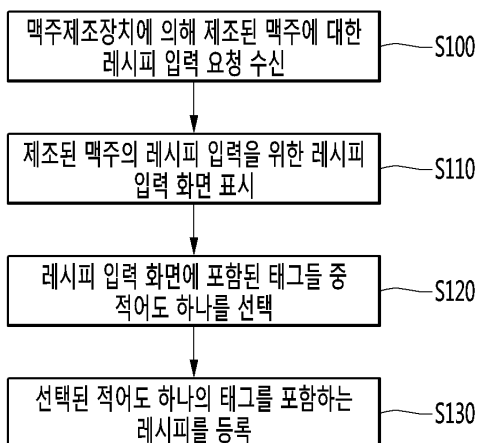 맥주제조장치에 의해 제조된 맥주에 대한
레시피 입력 요청 수신
S100
제조된 맥주의 레시피 입력을 위한 레시피
입력 화면 표시
S110
레시피 입력 화면에 포함된 태그들 중
적어도 하나를 선택
S120
선택된 적어도 하나의 태그를 포함하는
레시피를 등록
S130